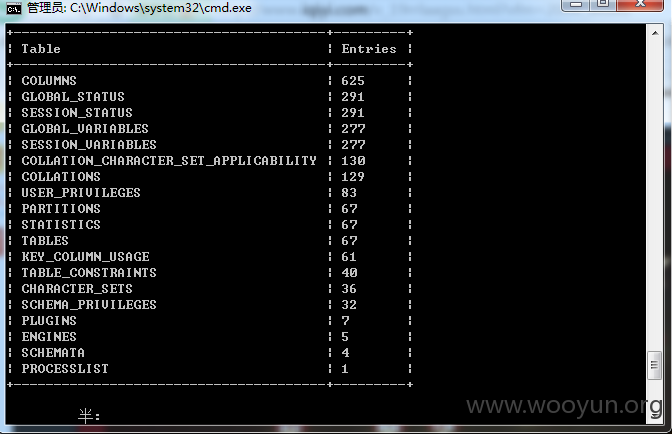 管理员: C:\Windows\system32\cmd.exe
Table | Entries
COLUMNS | 625
GLOBAL_STATUS | 291
SESSION_STATUS | 291
GLOBAL_VARIABLES | 277
SESSION_VARIABLES | 277
COLLATION_CHARACTER_SET_APPLICABILITY | 130
COLLATIONS | 129
USER_PRIVILEGES | 83
PARTITIONS | 67
STATISTICS | 67
TABLES | 67
KEY_COLUMN_USAGE | 61
TABLE_CONSTRAINTS | 40
CHARACTER_SETS | 36
SCHEMA_PRIVILEGES | 32
PLUGINS | 7
ENGINES | 5
SCHEMATA | 4
PROCESSLIST | 1
半:
www.wooyun.org